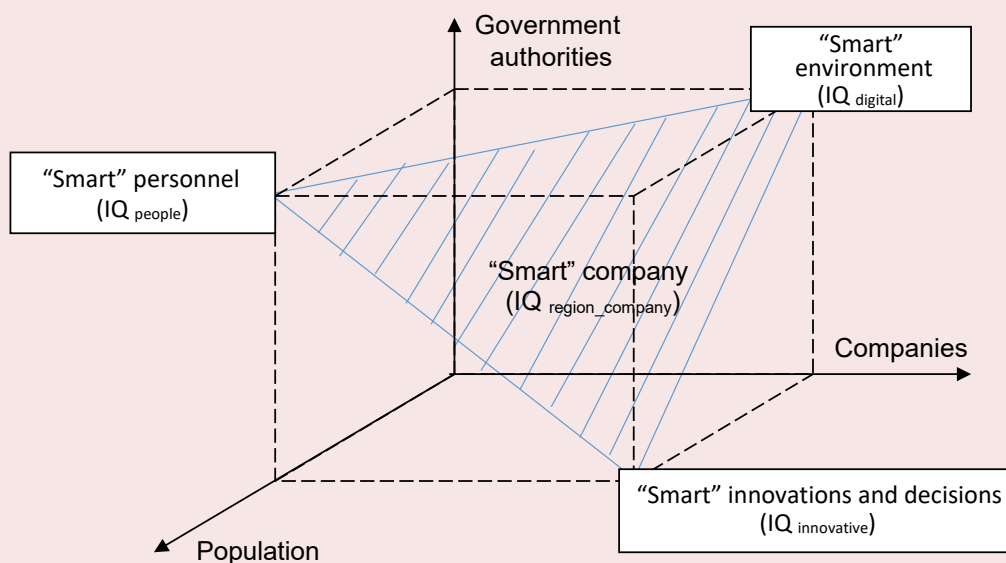 Government
authorities
“Smart”
environment
(IQ digital)
“Smart” personnel
(IQ people)
“Smart” company
(IQ region_company)
Companies
“Smart” innovations and decisions
(IQ innovative)
Population